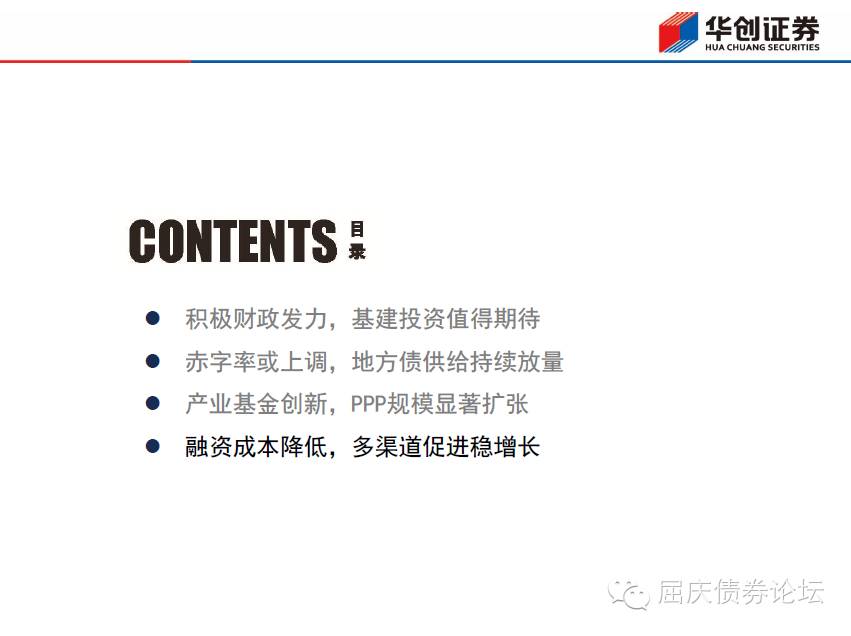 华创证券
HUA CHUANG SECURITIES
CONTENTS 目录
积极财政发力，基建投资值得期待
赤字率或上调，地方债供给持续放量
产业基金创新，PPP规模显著扩张
融资成本降低，多渠道促进稳增长
屈庆债券论坛